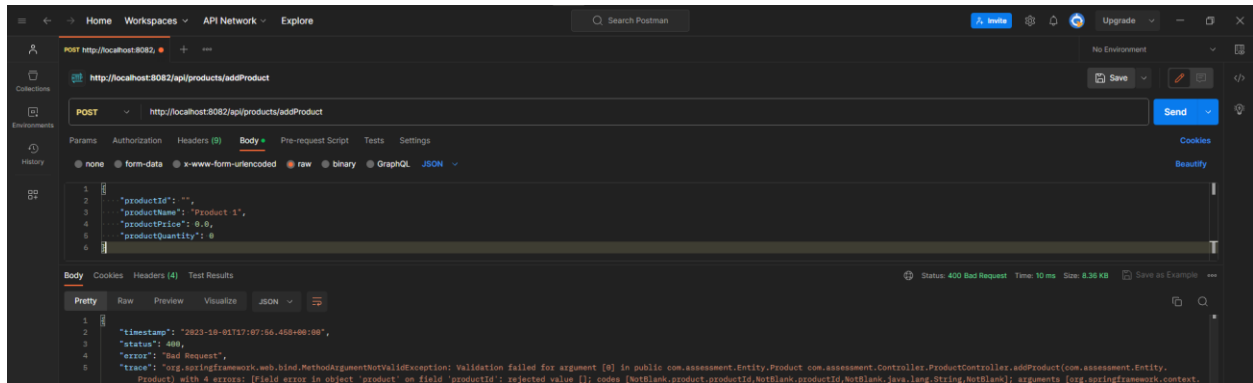 Home Workspaces API Network Explore Search Postman Invite Upgrade
POST http://localhost:8082, No Environment
http://localhost:8082/api/products/addProduct Save
Collections
POST http://localhost:8082/api/products/addProduct Send
Environments
Params Authorization Headers (9) Body Pre-request Script Tests Settings Cookies
History
none form-data x-www-form-urlencoded raw binary GraphQL JSON Beautify
1 {
2 "productId": "",
3 "productName": "Product 1",
4 "productPrice": 0.0,
5 "productQuantity": 0
6 }
Body Cookies Headers (4) Test Results Status: 400 Bad Request Time: 10 ms Size: 8.36 KB Save as Example
Pretty Raw Preview Visualize JSON
1 {
2 "timestamp": "2023-10-01T17:07:56.458+00:00",
3 "status": 400,
4 "error": "Bad Request",
5 "trace": "org.springframework.web.bind.MethodArgumentNotValidException: Validation failed for argument [0] in public com.assessment.Entity.Product com.assessment.Controller.ProductController.addProduct(com.assessment.Entity.
Product) with 4 errors: [Field error in object 'product' on field 'productId': rejected value []; codes [NotBlank.product.productId,NotBlank.productId,NotBlank.java.lang.String,NotBlank]; arguments [org.springframework.context.